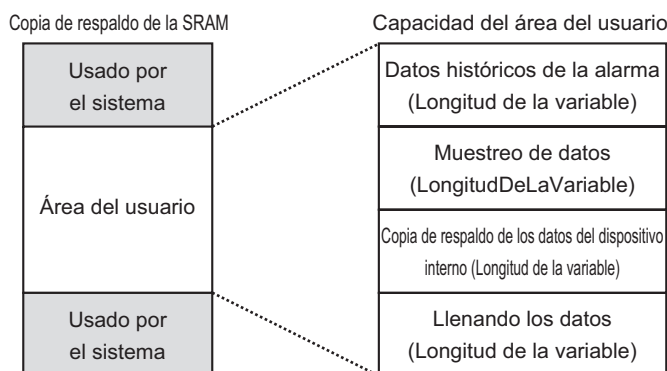 Copia de respaldo de la SRAM
Usado por
el sistema
Área del usuario
Usado por
el sistema
Capacidad del área del usuario
Datos históricos de la alarma
(Longitud de la variable)
Muestreo de datos
(LongitudDeLaVariable)
Copia de respaldo de los datos del dispositivo
interno (Longitud de la variable)
Llenando los datos
(Longitud de la variable)